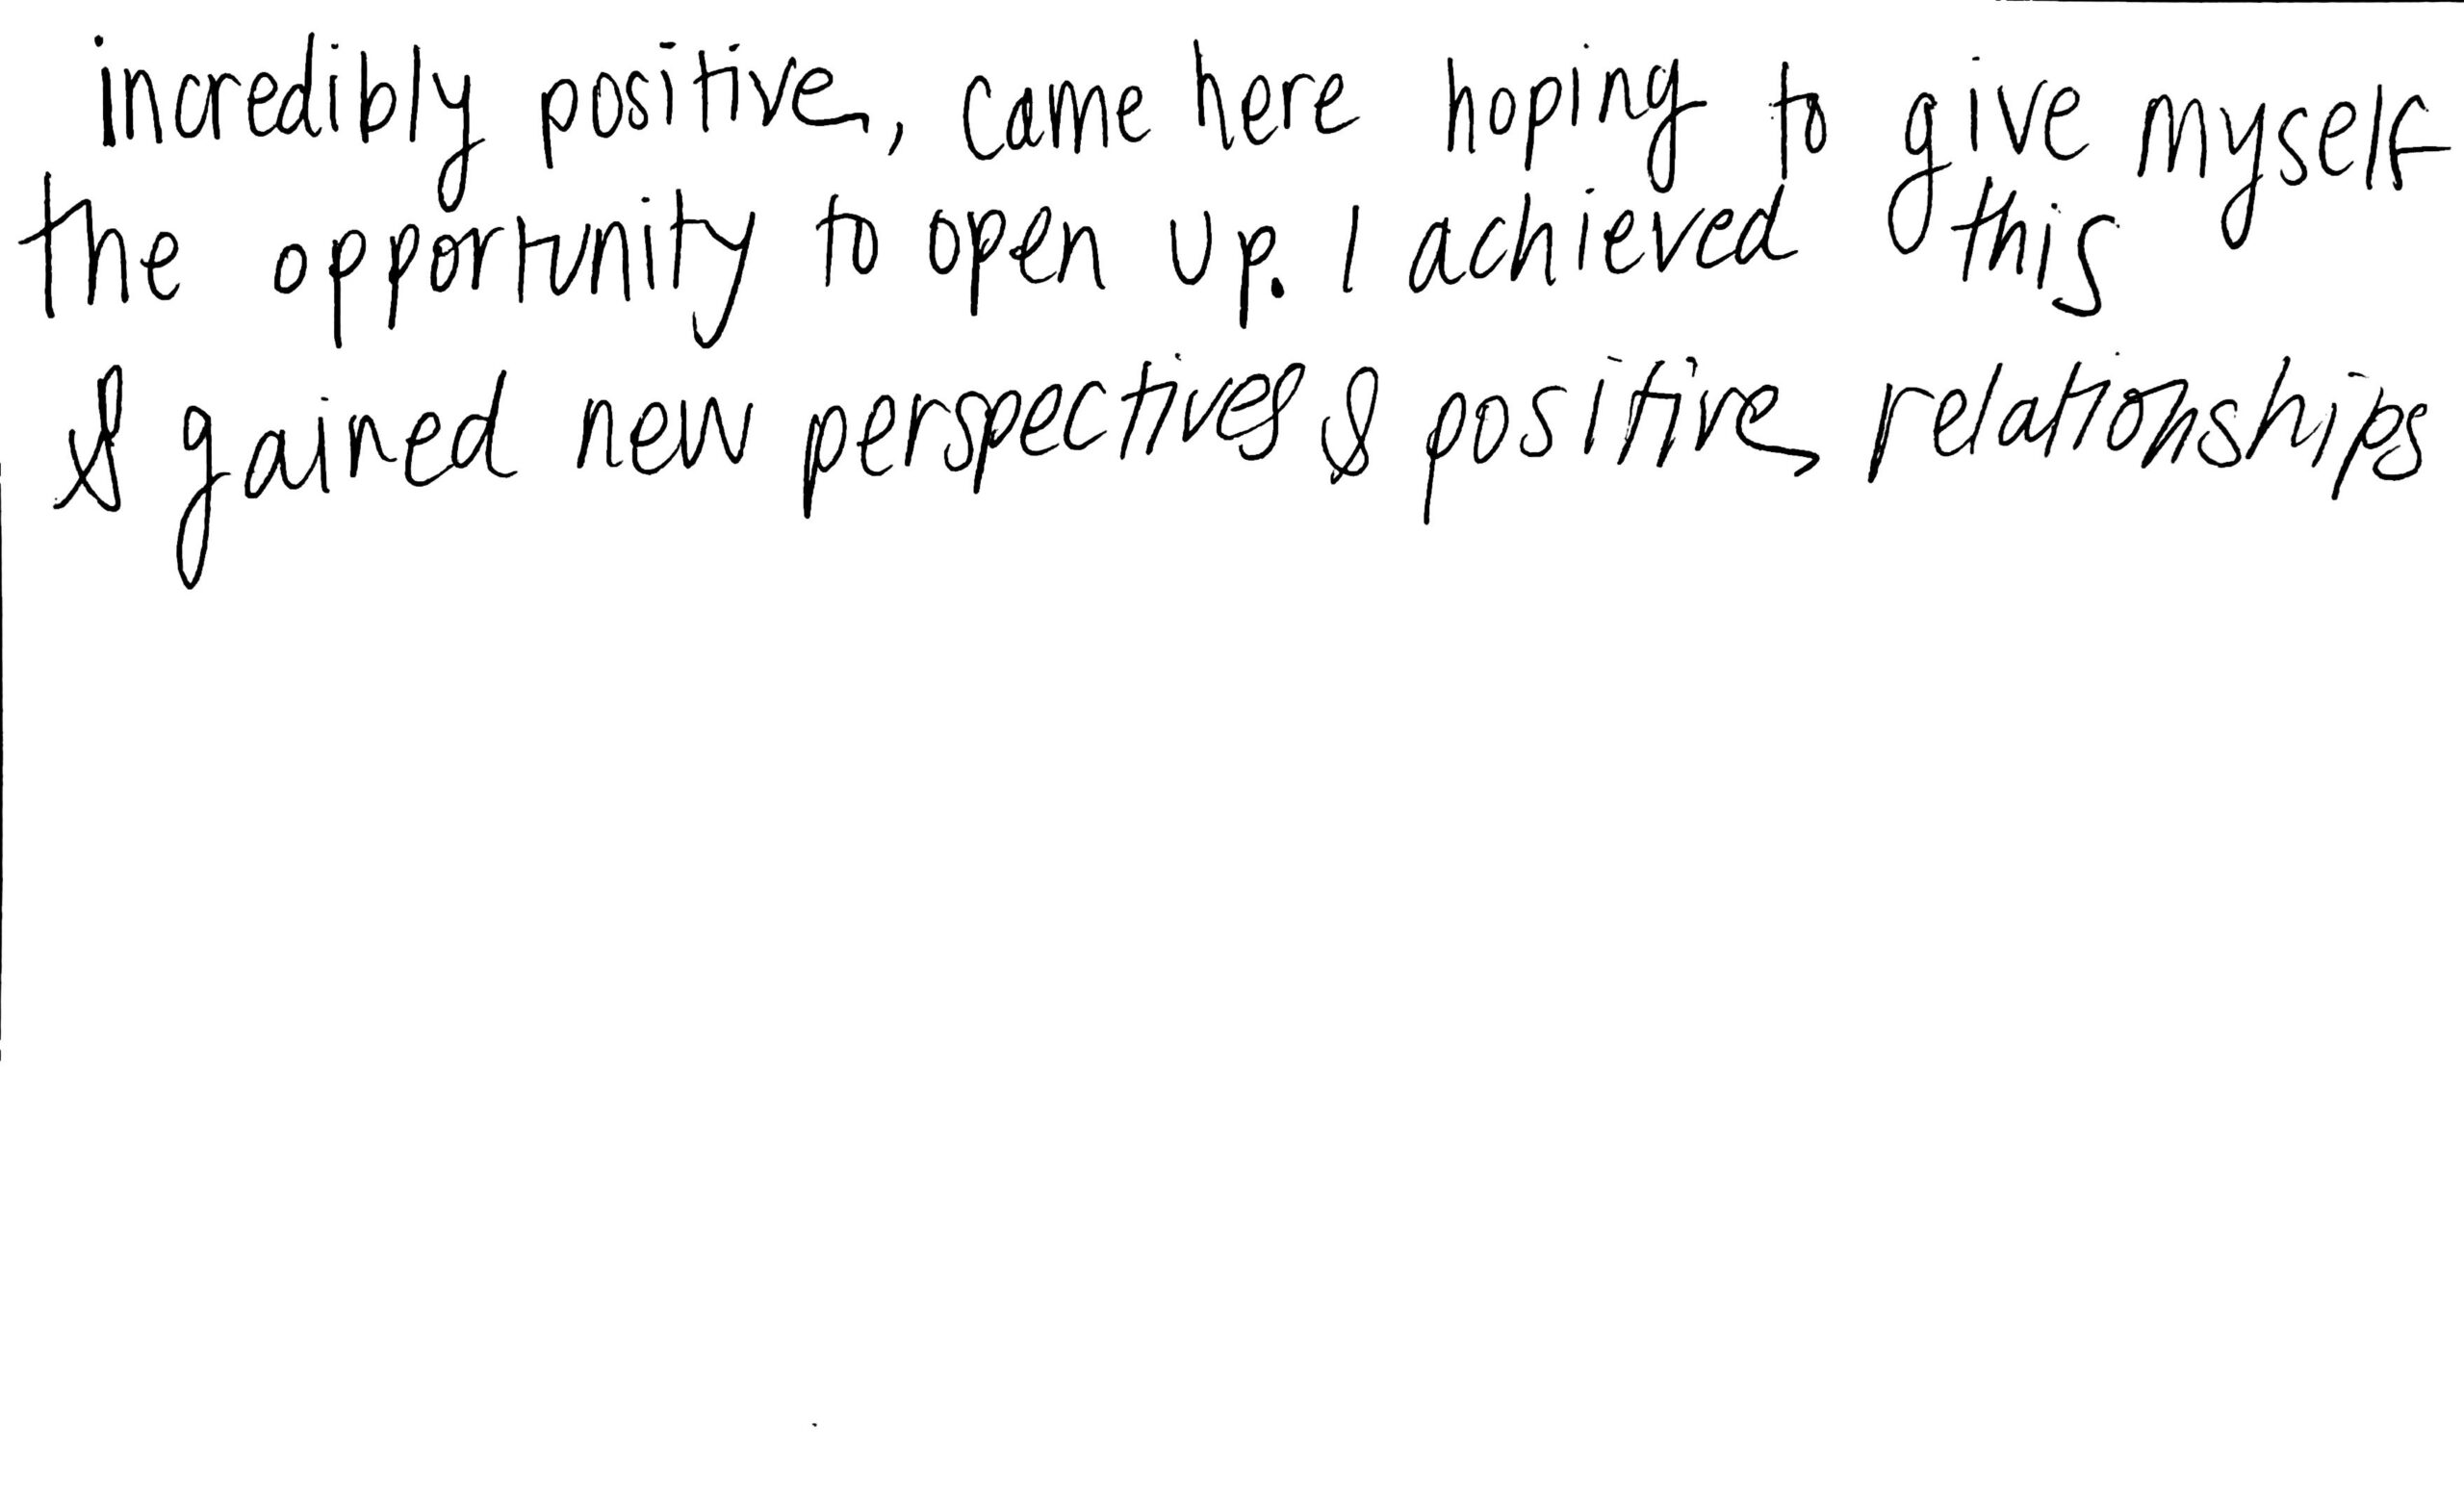 incredibly positive, came here hoping to give myself
the opportunity to open up. I achieved this
& gained new perspectives & positive relationships